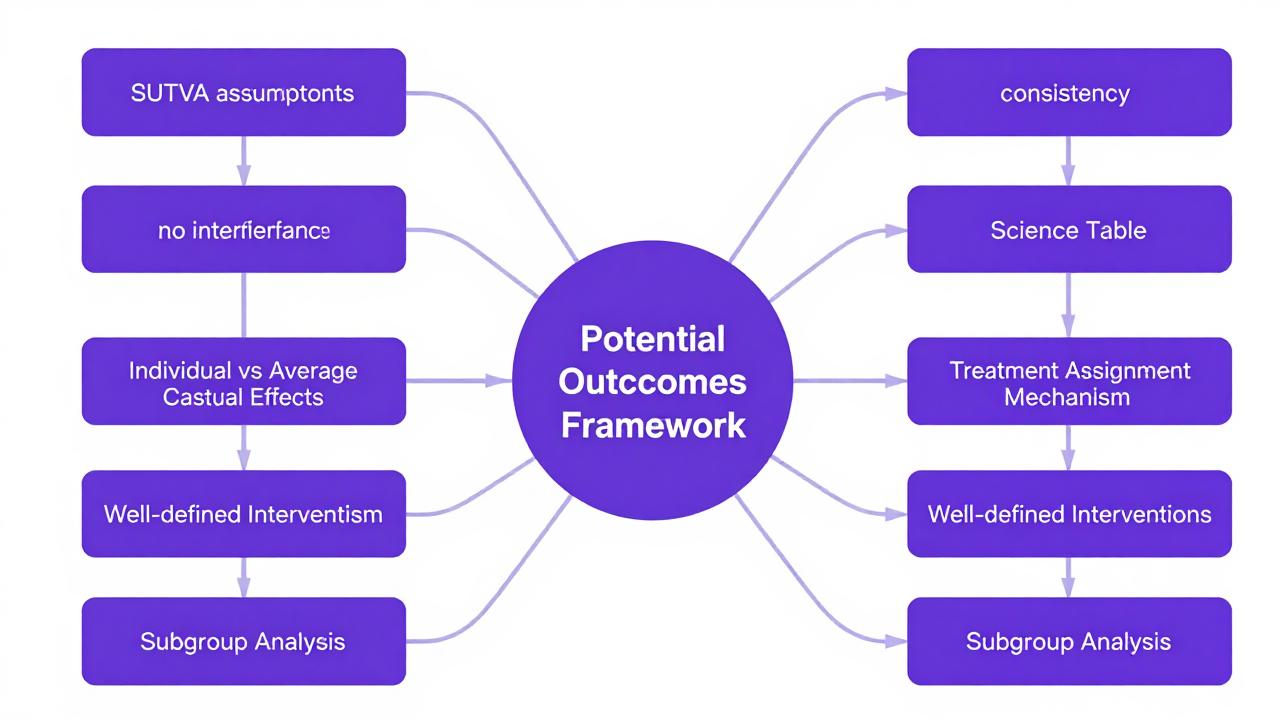 SUTVA assumptonts
no interfierfance
Individual vs Average
Castual Effects
Well-defined Interventism
Subgroup Analysis
Potential
Outccomes
Framework
consistency
Science Table
Treatment Assignment
Mechanism
Well-defined Interventions
Subgroup Analysis